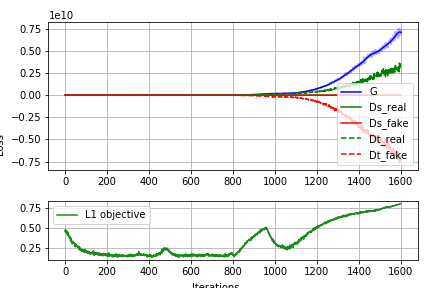 1e10
0.75
0.50
0.25
0.00
-0.25
-0.50
-0.75
Loss
G
Ds_real
Ds_fake
Dt_real
Dt_fake
0 200 400 600 800 1000 1200 1400 1600
0.75
0.50
0.25
L1 objective
0 200 400 600 800 1000 1200 1400 1600
Iterations